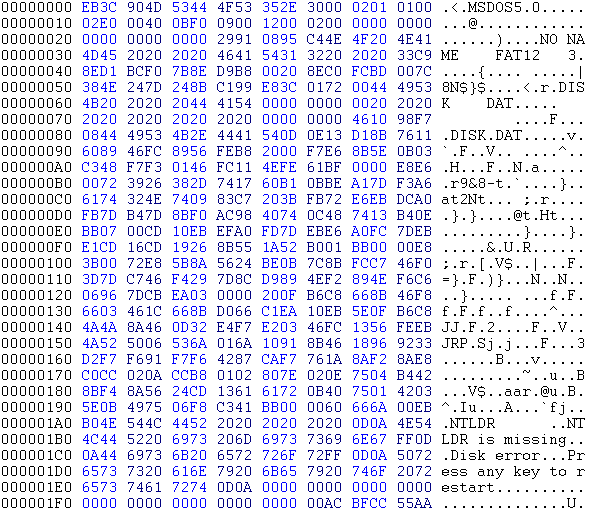 00000000 EB3C 904D 5344 4F53 352E 3000 0201 0100 .<.MSDOS5.0.....
00000010 02E0 0040 0BF0 0900 1200 0200 0000 0000 ...@............
00000020 0000 0000 0000 2991 0895 C44E 4F20 4E41 ......)....NO NA
00000030 4D45 2020 2020 4641 5431 3220 2020 33C9 ME    FAT12   3.
00000040 8ED1 BCF0 7B8E D9B8 0020 8EC0 FCBD 007C ....{.... .....|
00000050 384E 247D 248B C199 E83C 0172 0044 4953 8N$}$....<.r.DIS
00000060 4B20 2020 2044 4154 0000 0000 0020 2020 K    DAT.....
00000070 2020 2020 2020 2020 0000 0000 4610 98F7 ....F...
00000080 0844 4953 4B2E 4441 540D 0E13 D18B 7611 .DISK.DAT.....v.
00000090 6089 46FC 8956 FEB8 2000 F7E6 8B5E 0B03 `.F..V.. ....^..
000000A0 C348 F7F3 0146 FC11 4EFE 61BF 0000 E8E6 .H...F..N.a.....
000000B0 0072 3926 382D 7417 60B1 0BBE A17D F3A6 .r9&8-t.`....}..
000000C0 6174 324E 7409 83C7 203B FB72 E6EB DCA0 at2Nt... ;.r....
000000D0 FB7D B47D 8BF0 AC98 4074 0C48 7413 B40E .}.}....@t.Ht...
000000E0 BB07 00CD 10EB EFA0 FD7D EBE6 A0FC 7DEB .........}....}.
000000F0 E1CD 16CD 1926 8B55 1A52 B001 BB00 00E8 .....&.U.R......
00000100 3B00 72E8 5B8A 5624 BE0B 7C8B FCC7 46F0 ;.r.[.V$..|...F.
00000110 3D7D C746 F429 7D8C D989 4EF2 894E F6C6 =}.F.)}...N..N..
00000120 0696 7DCB EA03 0000 200F B6C8 668B 46F8 ..}..... ...f.F.
00000130 6603 461C 668B D066 C1EA 10EB 5E0F B6C8 f.F.f..f....^...
00000140 4A4A 8A46 0D32 E4F7 E203 46FC 1356 FEEB JJ.F.2....F..V..
00000150 4A52 5006 536A 016A 1091 8B46 1896 9233 JRP.Sj.j...F...3
00000160 D2F7 F691 F7F6 4287 CAF7 761A 8AF2 8AE8 ......B...v.....
00000170 C0CC 020A CCB8 0102 807E 020E 7504 B442 .........~..u..B
00000180 8BF4 8A56 24CD 1361 6172 0B40 7501 4203 ...V$..aar.@u.B.
00000190 5E0B 4975 06F8 C341 BB00 0060 666A 00EB ^.Iu...A...`fj..
000001A0 B04E 544C 4452 2020 2020 2020 0D0A 4E54 .NTLDR      ..NT
000001B0 4C44 5220 6973 206D 6973 7369 6E67 FF0D LDR is missing..
000001C0 0A44 6973 6B20 6572 726F 72FF 0D0A 5072 .Disk error...Pr
000001D0 6573 7320 616E 7920 6B65 7920 746F 2072 ess any key to r
000001E0 6573 7461 7274 0D0A 0000 0000 0000 0000 estart..........
000001F0 0000 0000 0000 0000 0000 00AC BFCC 55AA ..............U.